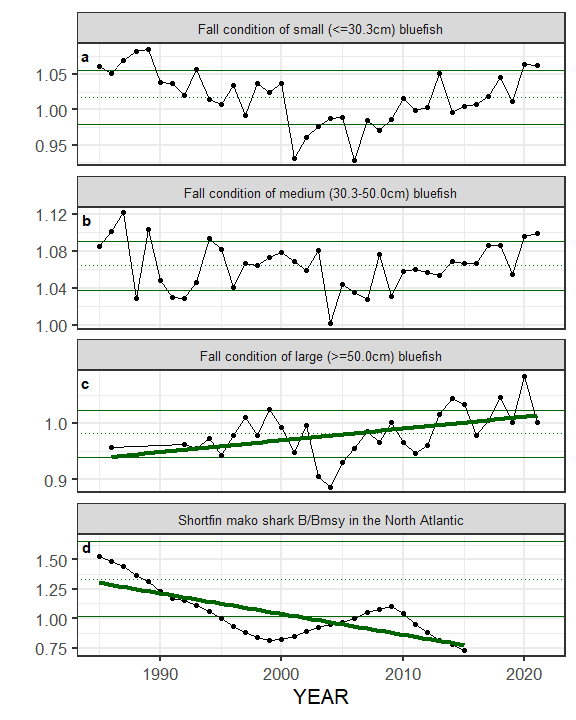 Fall condition of small (<=30.3cm) bluefish
a
1.05
1.00
0.95
Fall condition of medium (30.3-50.0cm) bluefish
b
1.12
1.08
1.04
1.00
Fall condition of large (>=50.0cm) bluefish
c
1.0
0.9
Shortfin mako shark B/Bmsy in the North Atlantic
d
1.50
1.25
1.00
0.75
1990 2000 2010 2020
YEAR